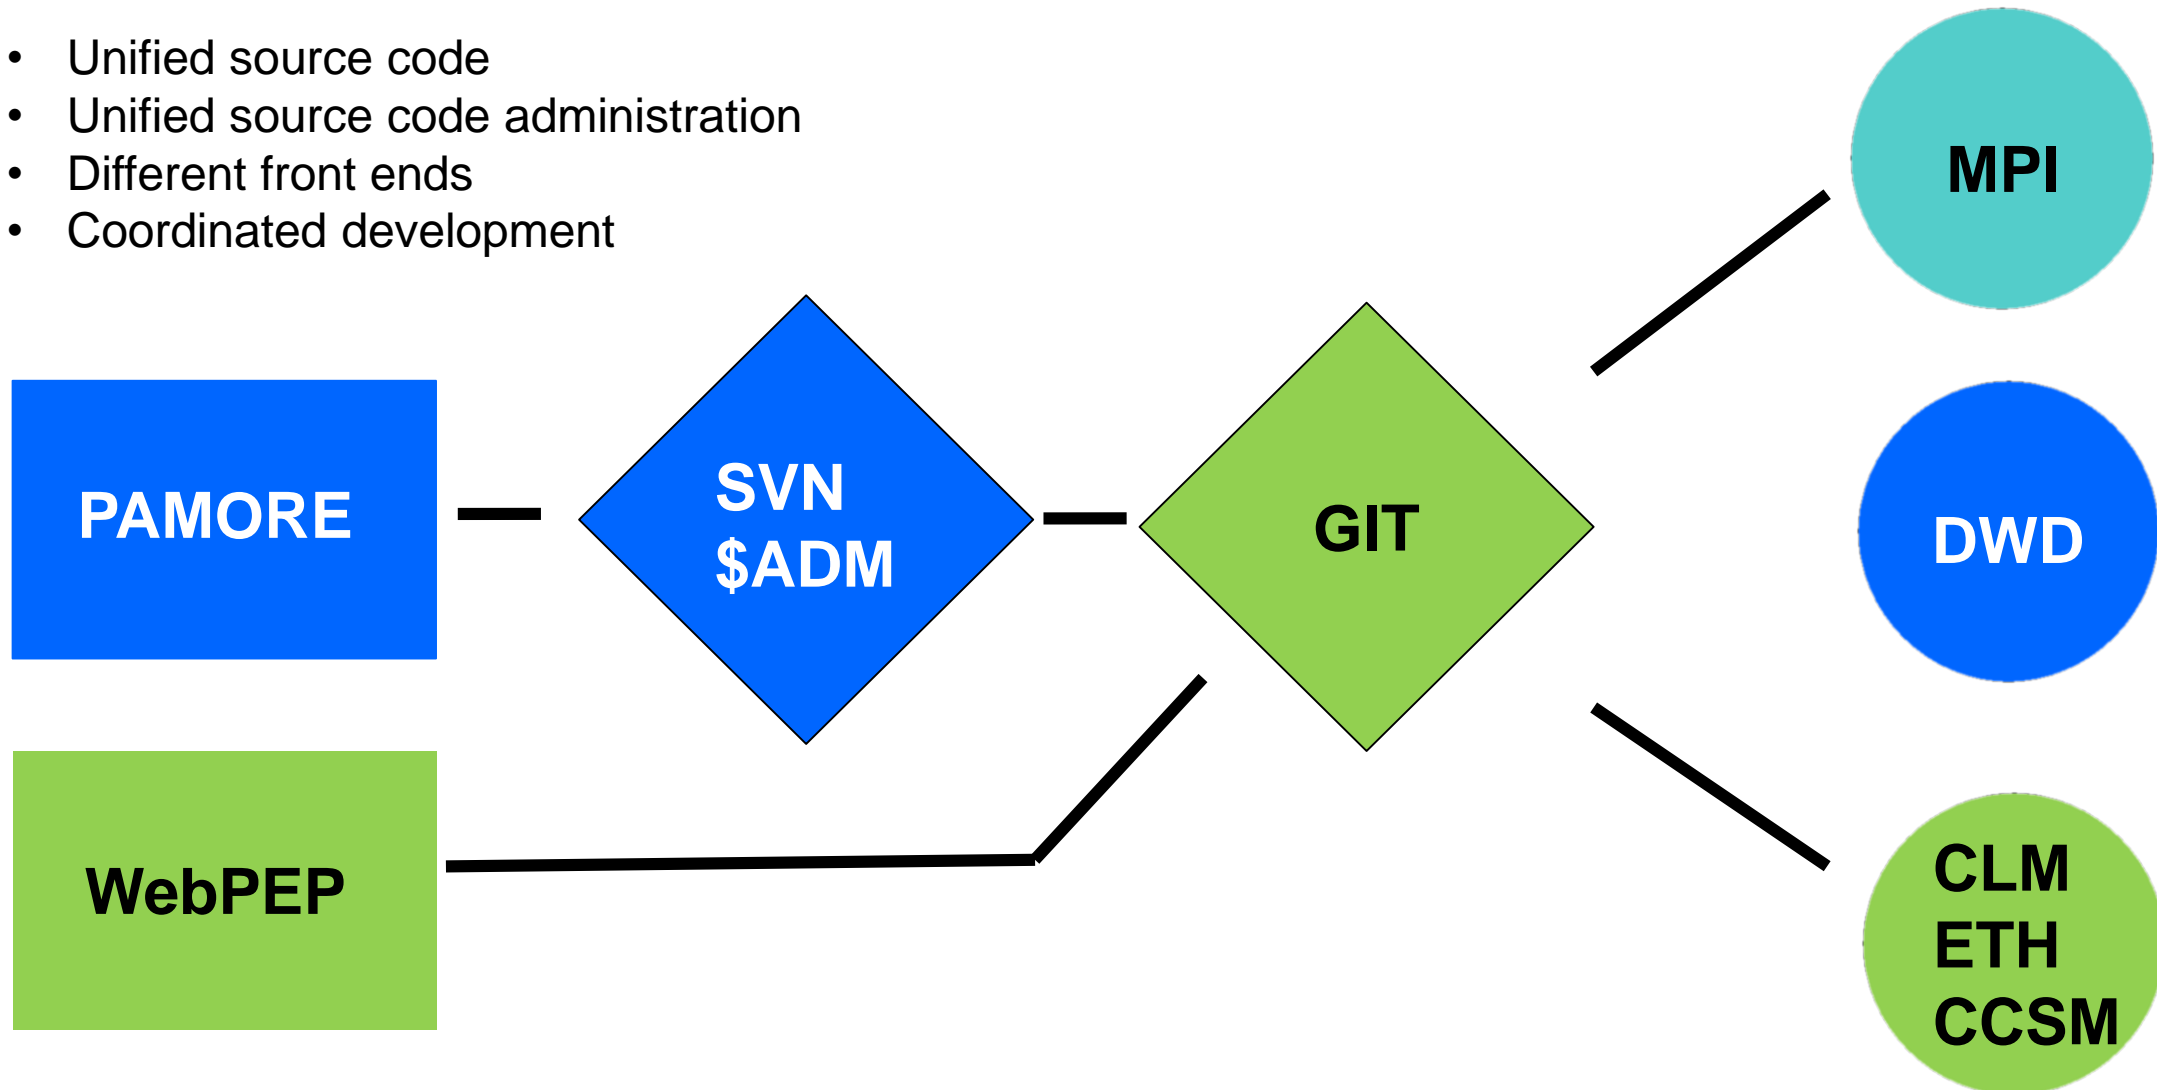 • Unified source code
• Unified source code administration
• Different front ends
• Coordinated development
MPI
PAMORE
SVN
$ADM
GIT
DWD
WebPEP
CLM
ETH
CCSM